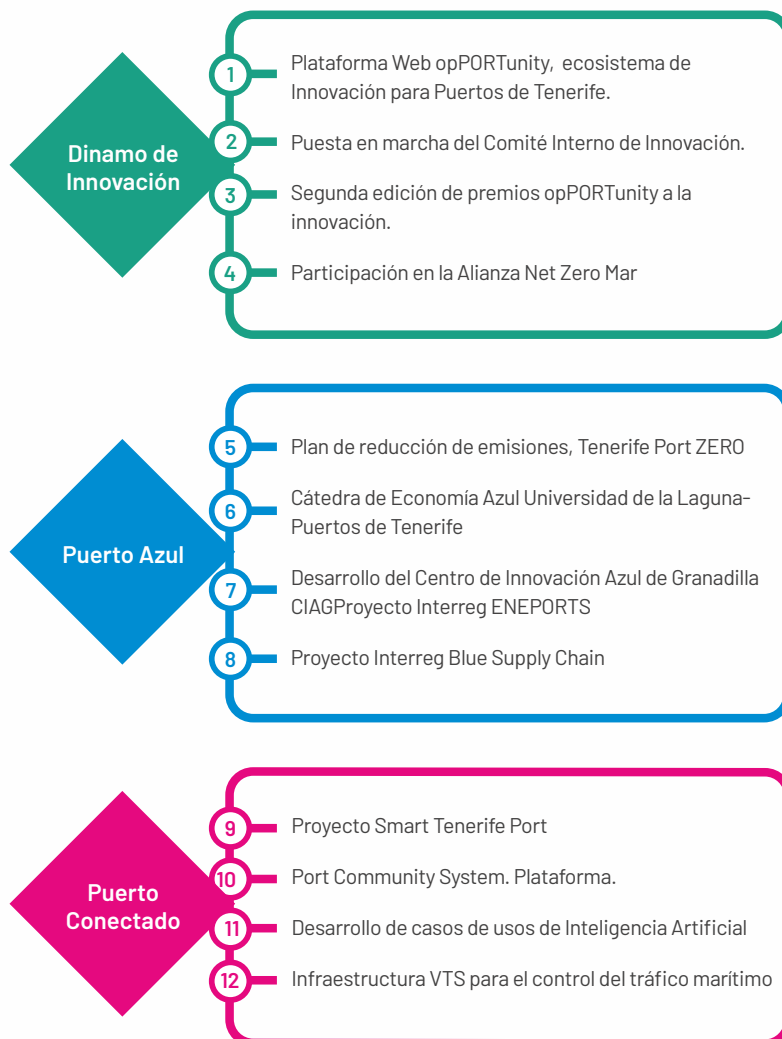 Dinamo de
Innovación
1
Plataforma Web opPORTunity, ecosistema de
Innovación para Puertos de Tenerife.
2
Puesta en marcha del Comité Interno de Innovación.
3
Segunda edición de premios opPORTunity a la
innovación.
4
Participación en la Alianza Net Zero Mar
Puerto Azul
5
Plan de reducción de emisiones, Tenerife Port ZERO
6
Cátedra de Economía Azul Universidad de la Laguna-
Puertos de Tenerife
7
Desarrollo del Centro de Innovación Azul de Granadilla
CIAGProyecto Interreg ENEPORTS
8
Proyecto Interreg Blue Supply Chain
Puerto
Conectado
9
Proyecto Smart Tenerife Port
10
Port Community System. Plataforma.
11
Desarrollo de casos de usos de Inteligencia Artificial
12
Infraestructura VTS para el control del tráfico marítimo